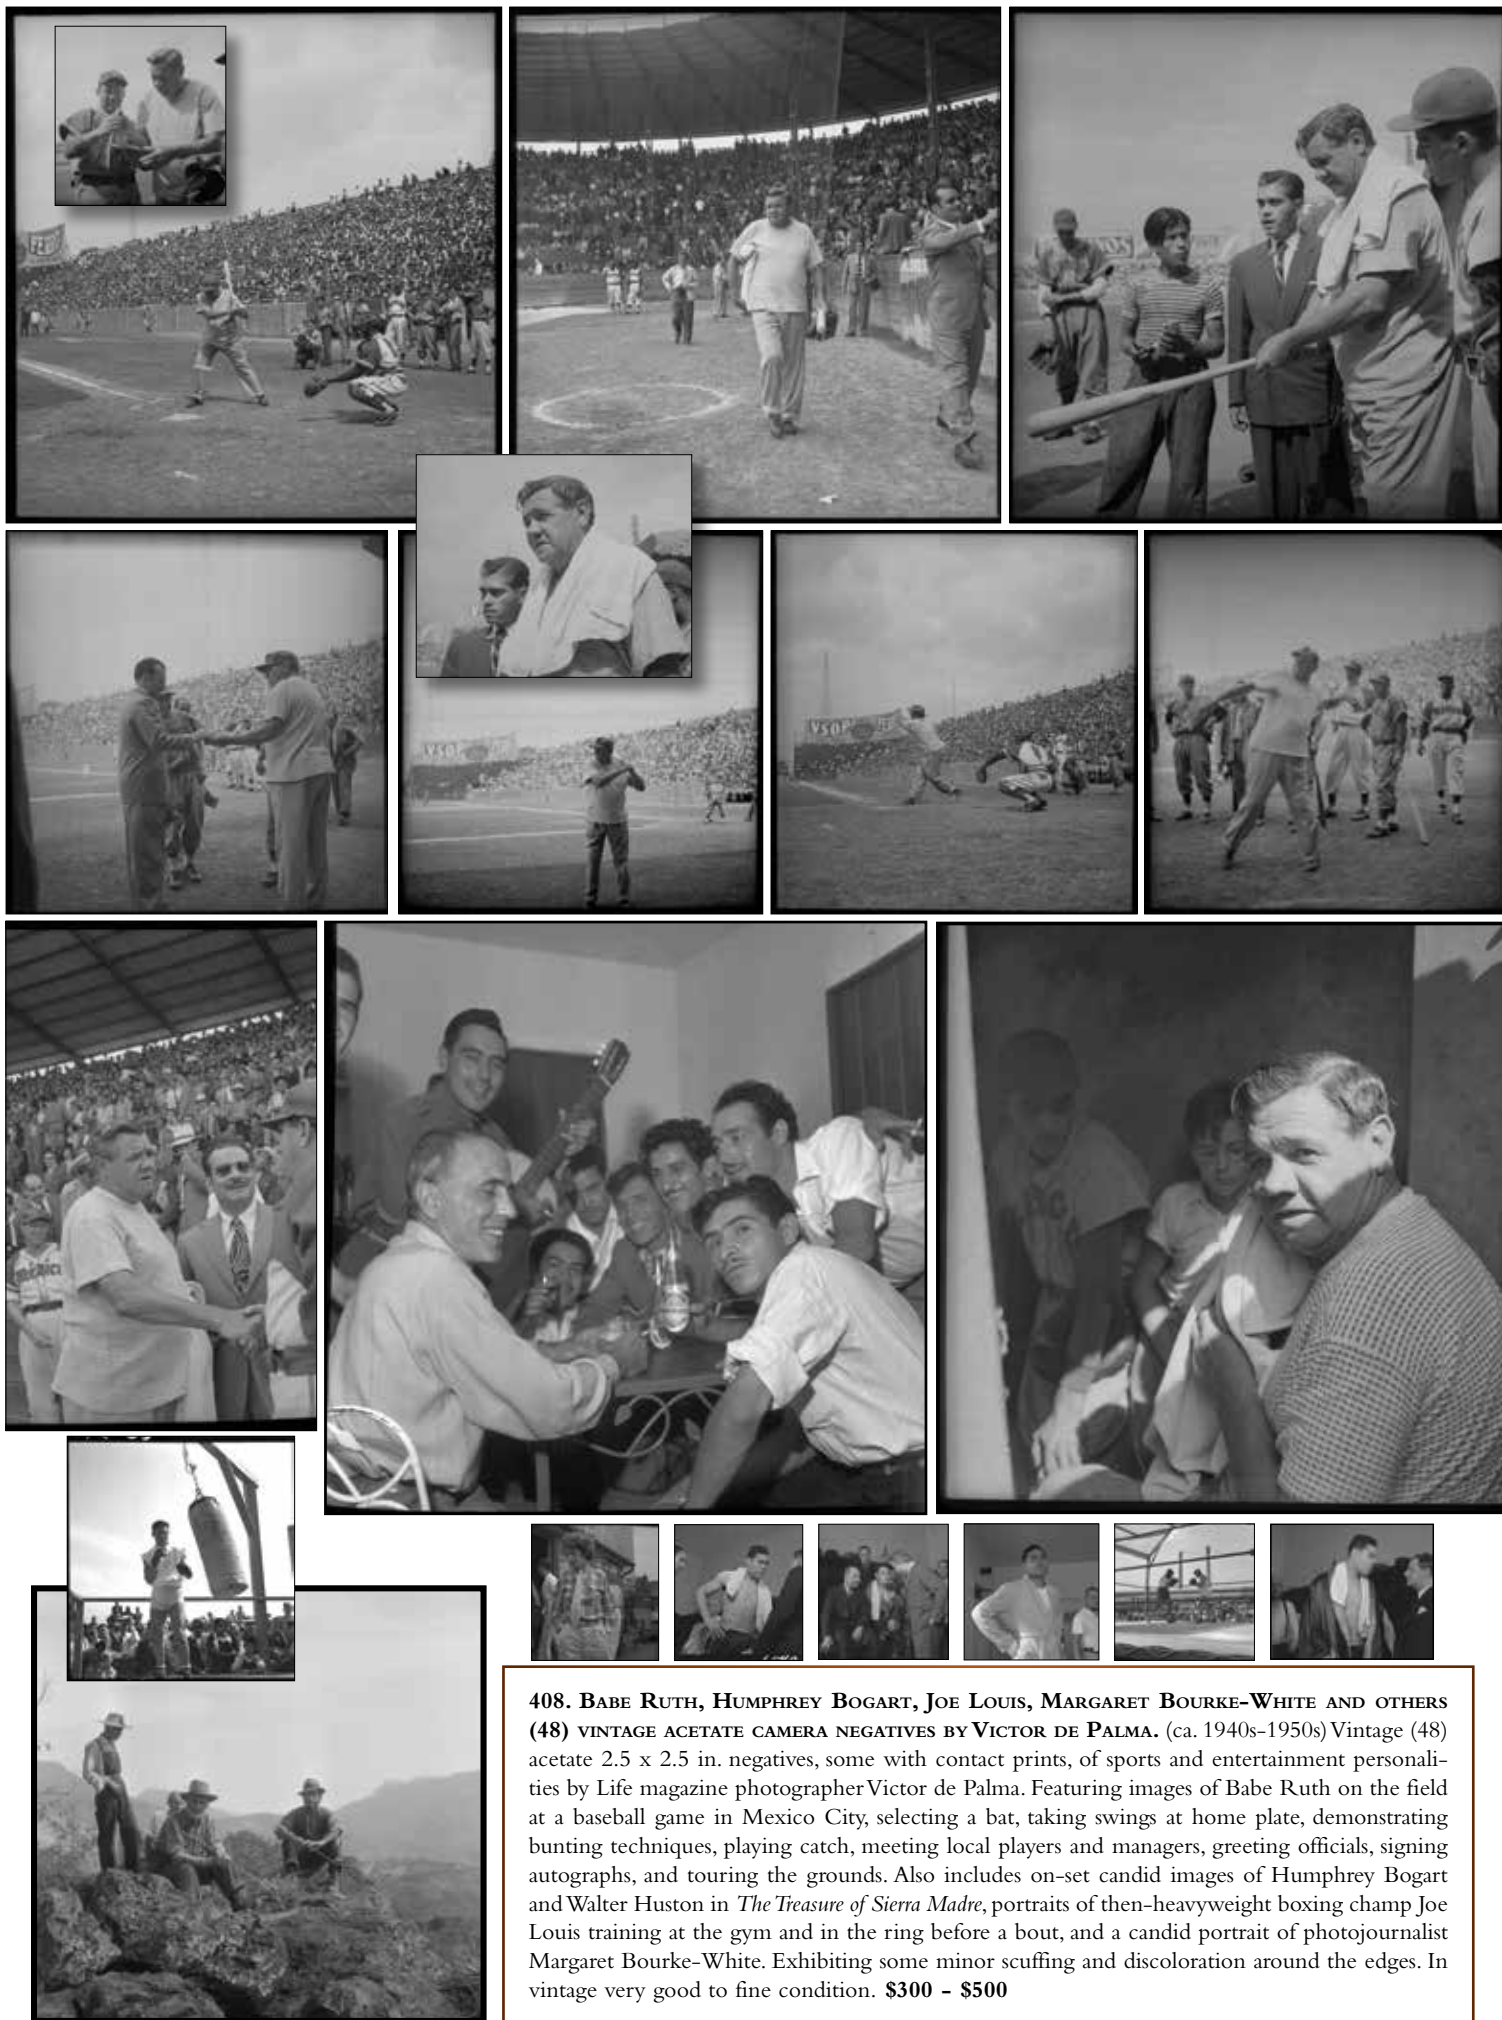 VSOP
VSOP
México
408. BABE RUTH, HUMPHREY BOGART, JOE LOUIS, MARGARET BOURKE-WHITE AND OTHERS
(48) VINTAGE ACETATE CAMERA NEGATIVES BY VICTOR DE PALMA. (ca. 1940s-1950s) Vintage (48)
acetate 2.5 x 2.5 in. negatives, some with contact prints, of sports and entertainment personali-
ties by Life magazine photographer Victor de Palma. Featuring images of Babe Ruth on the field
at a baseball game in Mexico City, selecting a bat, taking swings at home plate, demonstrating
bunting techniques, playing catch, meeting local players and managers, greeting officials, signing
autographs, and touring the grounds. Also includes on-set candid images of Humphrey Bogart
and Walter Huston in The Treasure of Sierra Madre, portraits of then-heavyweight boxing champ Joe
Louis training at the gym and in the ring before a bout, and a candid portrait of photojournalist
Margaret Bourke-White. Exhibiting some minor scuffing and discoloration around the edges. In
vintage very good to fine condition. $300 - $500